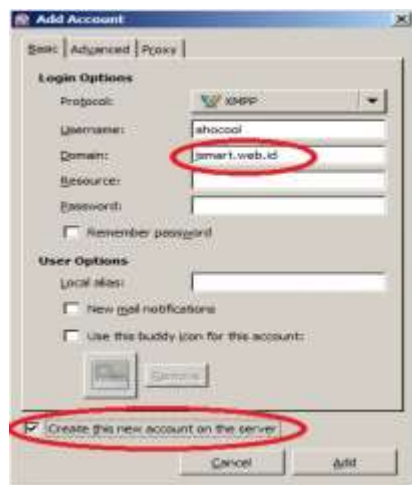 Add Account
Basic Advanced Proxy
Login Options
Protocol: XMPP
Username: ahocool
Domain: jsmart.web.id
Resource:
Password:
Remember password
User Options
Local alias:
New mail notifications
Use this buddy icon for this account:
Remove
Create this new account on the server
Cancel Add